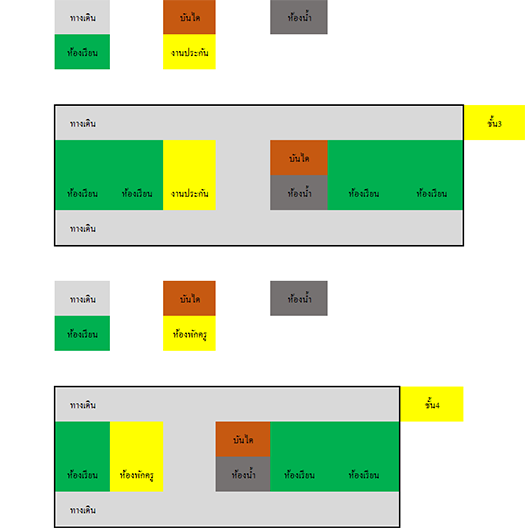 ทางเดิน บันใด ห้องน้ำ
ห้องเรียน งานประกัน
ทางเดิน ชั้น3
บันใด
ห้องเรียน ห้องเรียน งานประกัน ห้องน้ำ ห้องเรียน ห้องเรียน
ทางเดิน
ทางเดิน บันใด ห้องน้ำ
ห้องเรียน ห้องพักครู
ทางเดิน ชั้น4
บันใด
ห้องเรียน ห้องพักครู ห้องน้ำ ห้องเรียน ห้องเรียน
ทางเดิน